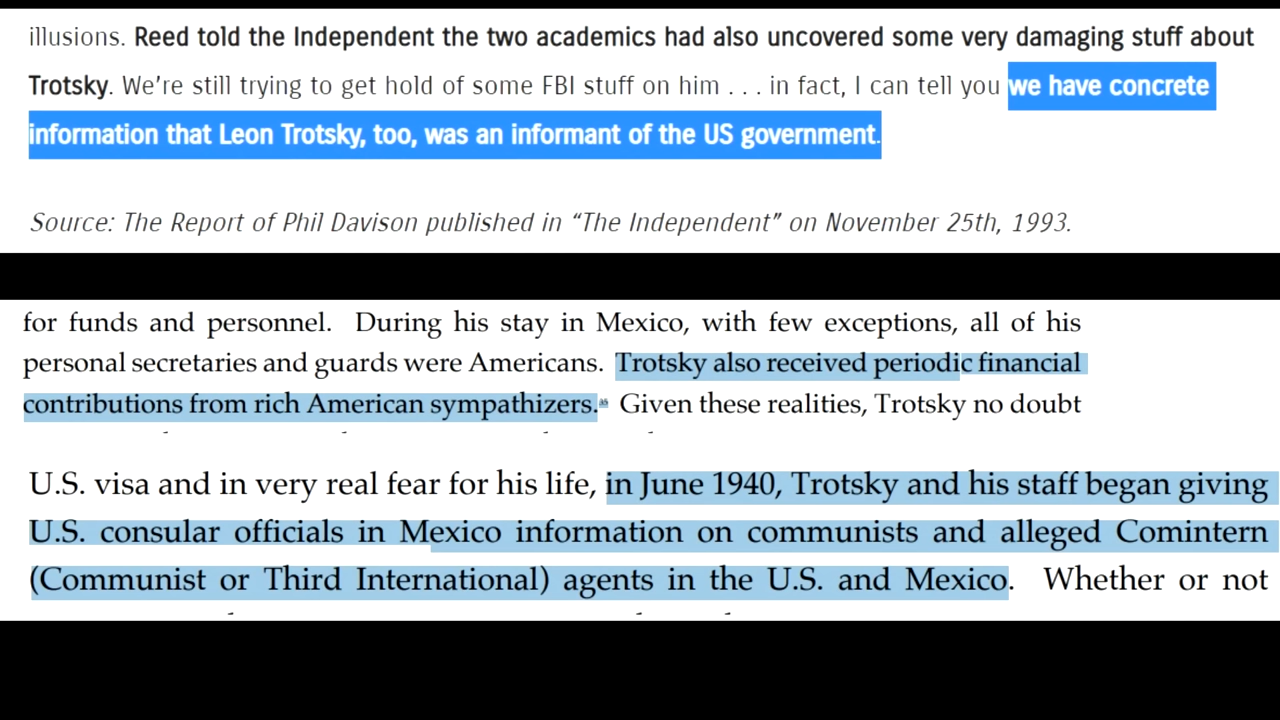 illusions. Reed told the Independent the two academics had also uncovered some very damaging stuff about
Trotsky. We're still trying to get hold of some FBI stuff on him . . . in fact, I can tell you we have concrete
information that Leon Trotsky, too, was an informant of the US government.
Source: The Report of Phil Davison published in "The Independent" on November 25th, 1993.
for funds and personnel. During his stay in Mexico, with few exceptions, all of his
personal secretaries and guards were Americans. Trotsky also received periodic financial
contributions from rich American sympathizers. Given these realities, Trotsky no doubt
U.S. visa and in very real fear for his life, in June 1940, Trotsky and his staff began giving
U.S. consular officials in Mexico information on communists and alleged Comintern
(Communist or Third International) agents in the U.S. and Mexico. Whether or not